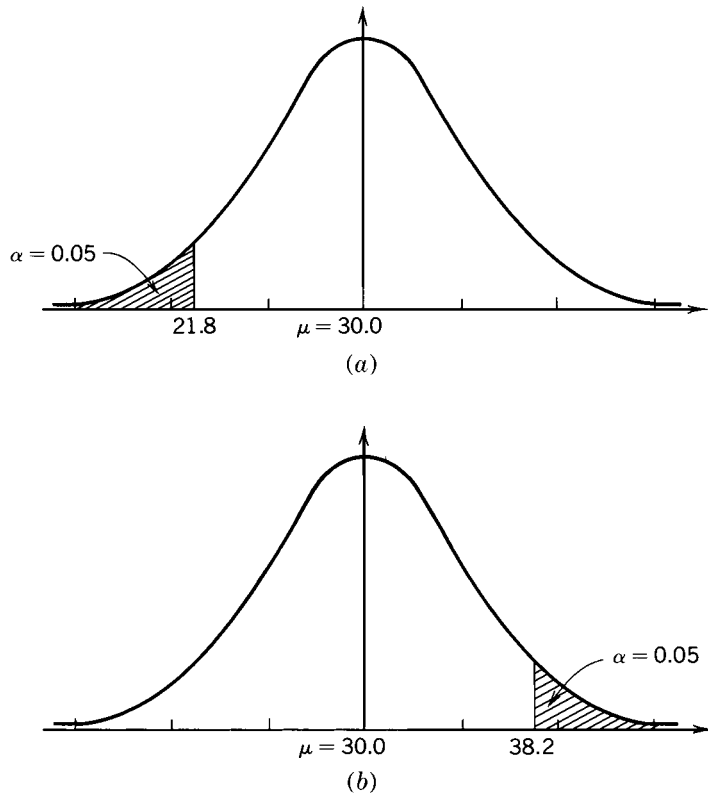 α = 0.05
21.8
μ = 30.0
(a)
α = 0.05
μ = 30.0
38.2
(b)